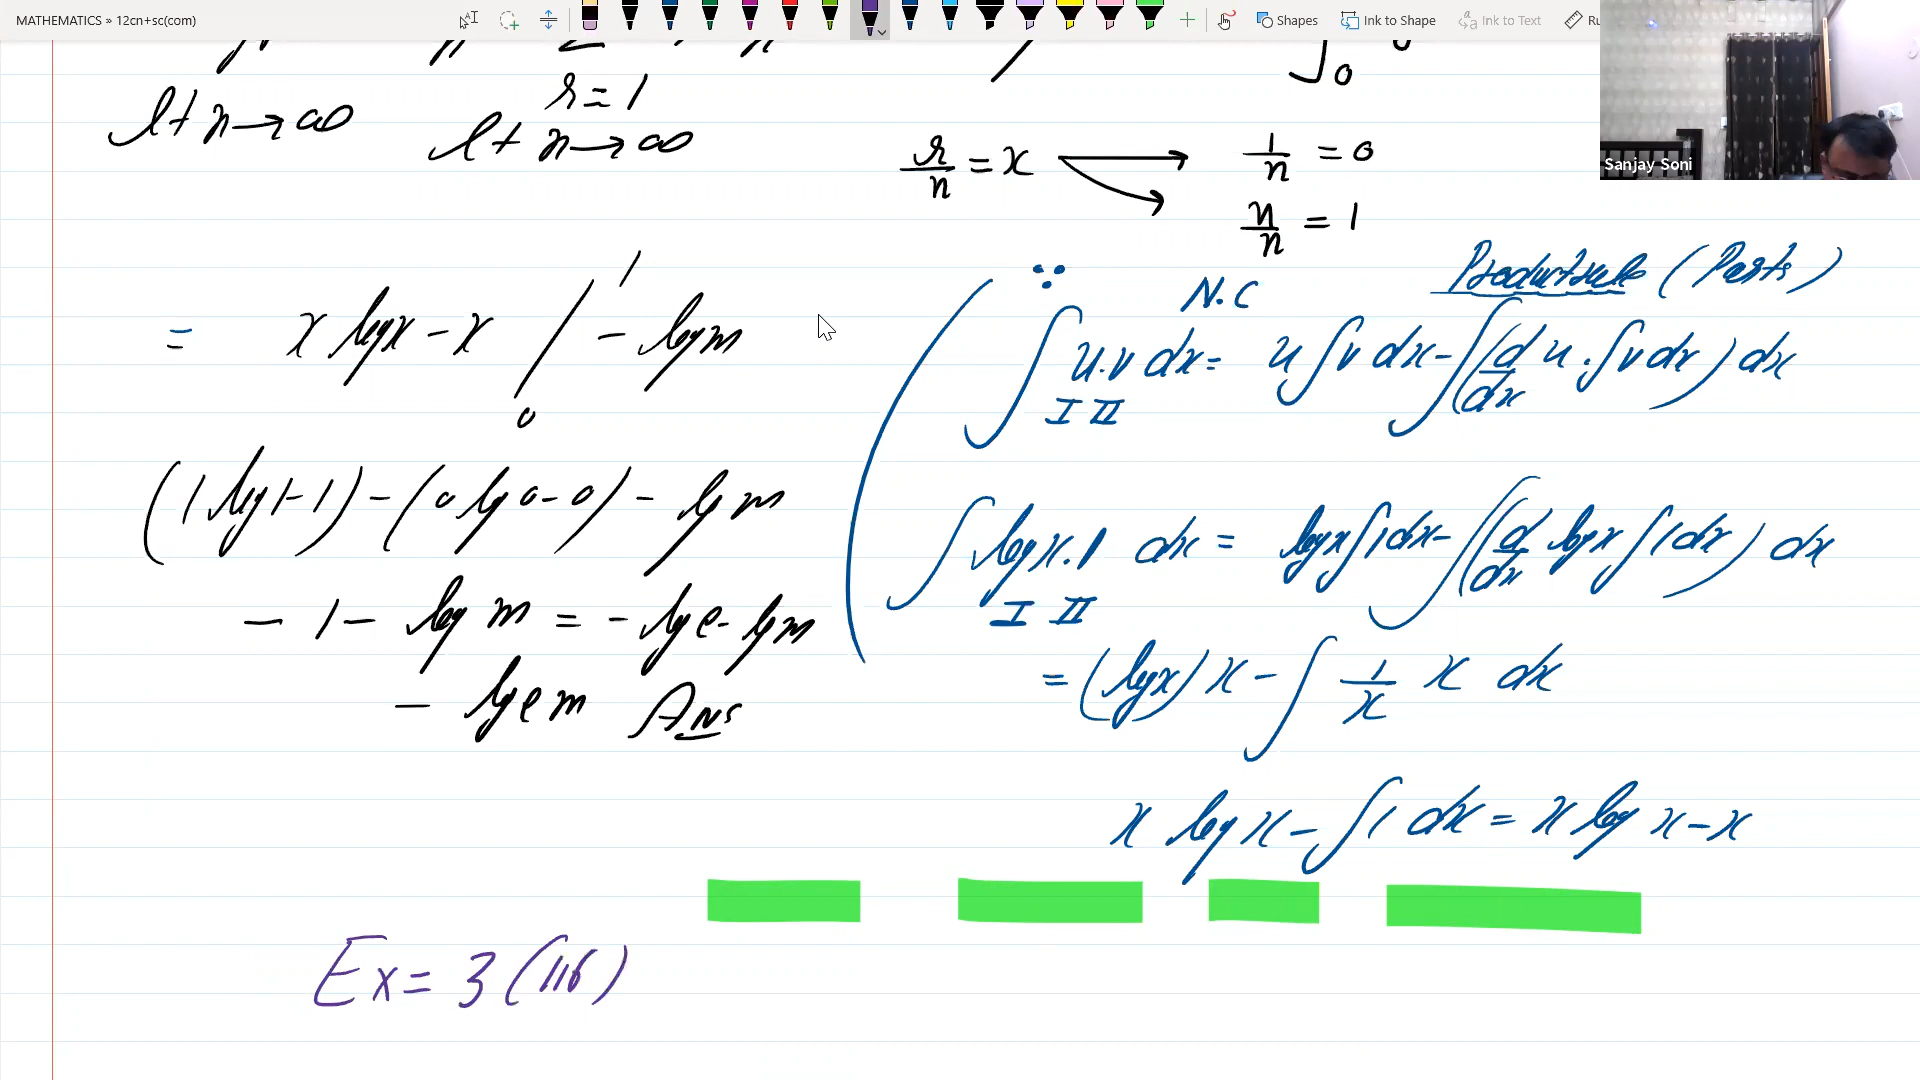 MATHEMATICS » 12cn+sc(com)
Shapes
Ink to Shape
Ink to Text
Ru
Sanjay Soni
lt n→∞
r=1
lt n→∞
0
r/n = x
1/n = 0
n/n = 1
= x log x - x |₀¹ - log m
(1 log 1 - 1) - (0 log 0 - 0) - log m
- 1 - log m = - log e - log m
- log e m Ans
N.C
Product rule (Parts)
∵ ∫ u.v dx = u∫v dx - ∫(d/dx u . ∫v dx) dx
I II
∫ log x . 1 dx = log x ∫1 dx - ∫(d/dx log x ∫1 dx) dx
I II
= (log x) x - ∫ 1/x x dx
x log x - ∫1 dx = x log x - x
Ex = 3 (116)